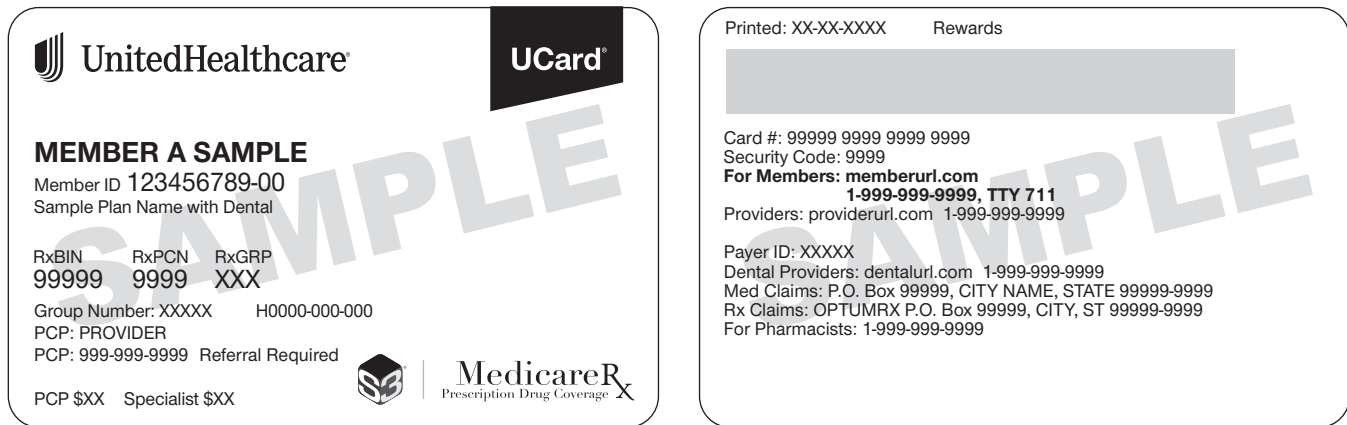 UnitedHealthcare®
UCard®
SAMPLE
MEMBER A SAMPLE
Member ID 123456789-00
Sample Plan Name with Dental
RxBIN RxPCN RxGRP
99999 9999 XXX
Group Number: XXXXX H0000-000-000
PCP: PROVIDER
PCP: 999-999-9999 Referral Required
S3
MedicareRx
Prescription Drug Coverage
PCP $XX Specialist $XX
Printed: XX-XX-XXXX Rewards
SAMPLE
Card #: 99999 9999 9999 9999
Security Code: 9999
For Members: memberurl.com
1-999-999-9999, TTY 711
Providers: providerurl.com 1-999-999-9999
Payer ID: XXXXX
Dental Providers: dentalurl.com 1-999-999-9999
Med Claims: P.O. Box 99999, CITY NAME, STATE 99999-9999
Rx Claims: OPTUMRX P.O. Box 99999, CITY, ST 99999-9999
For Pharmacists: 1-999-999-9999